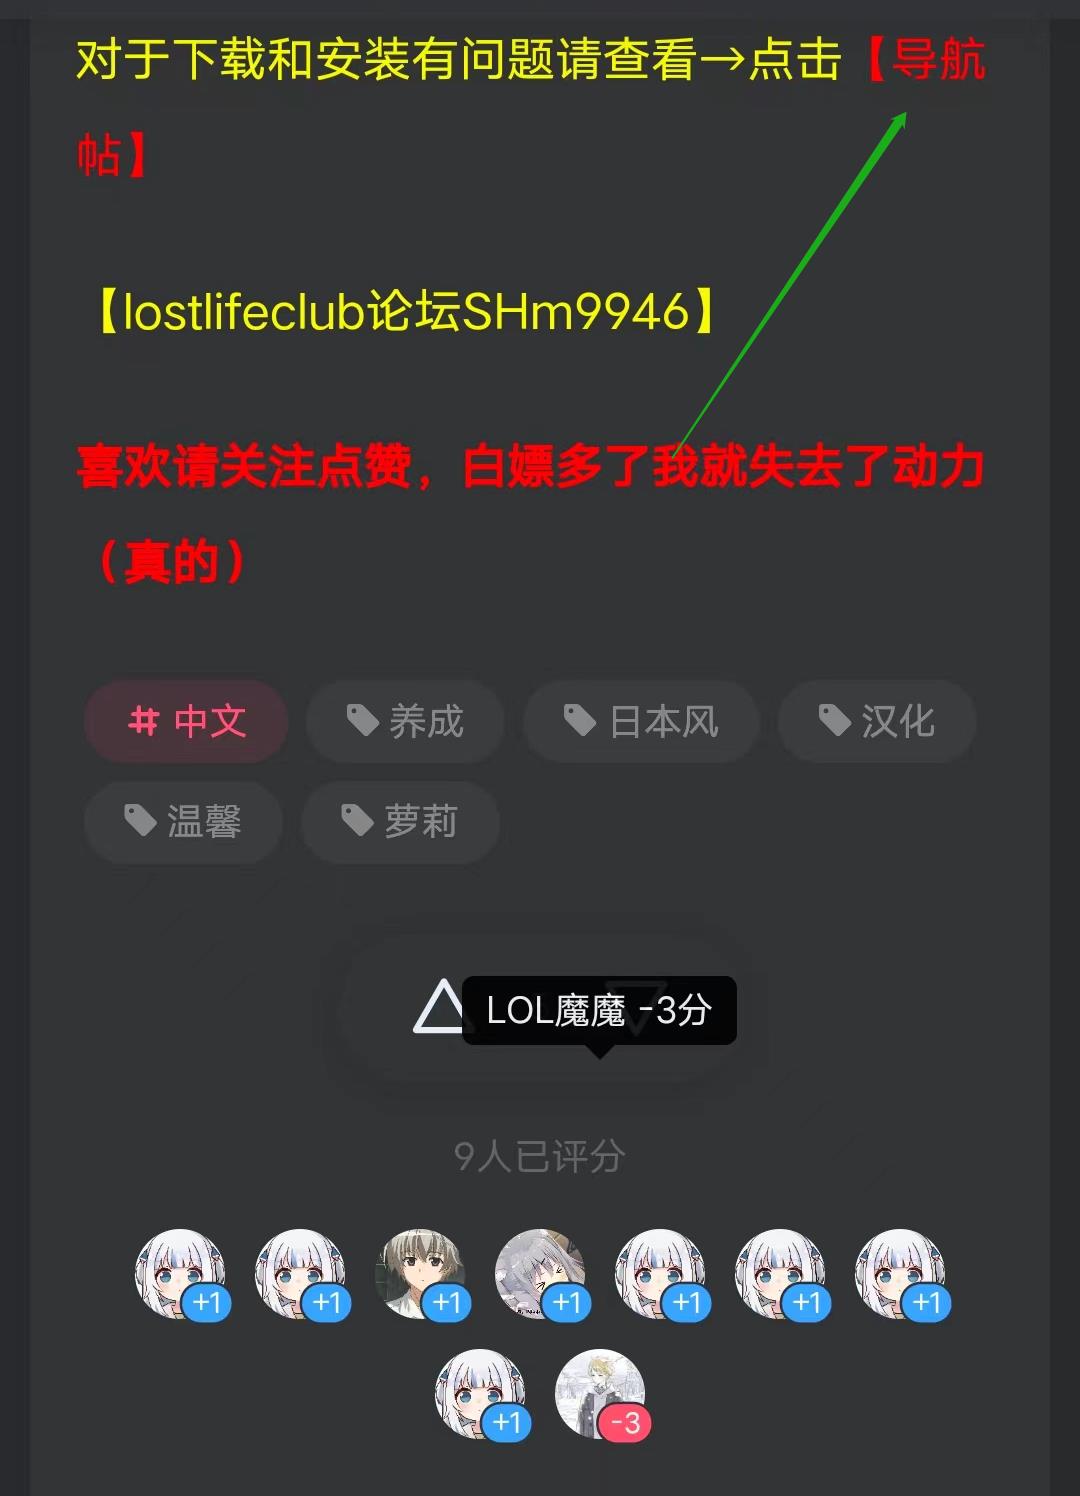 对于下载和安装有问题请查看→点击【导航
帖】
【lostlifeclub论坛SHm9946】
喜欢请关注点赞，白嫖多了我就失去了动力
（真的）
# 中文 养成 日本风 汉化
温馨 萝莉
LOL魔魔 -3分
9人已评分
+1 +1 +1 +1 +1 +1 +1
+1 -3